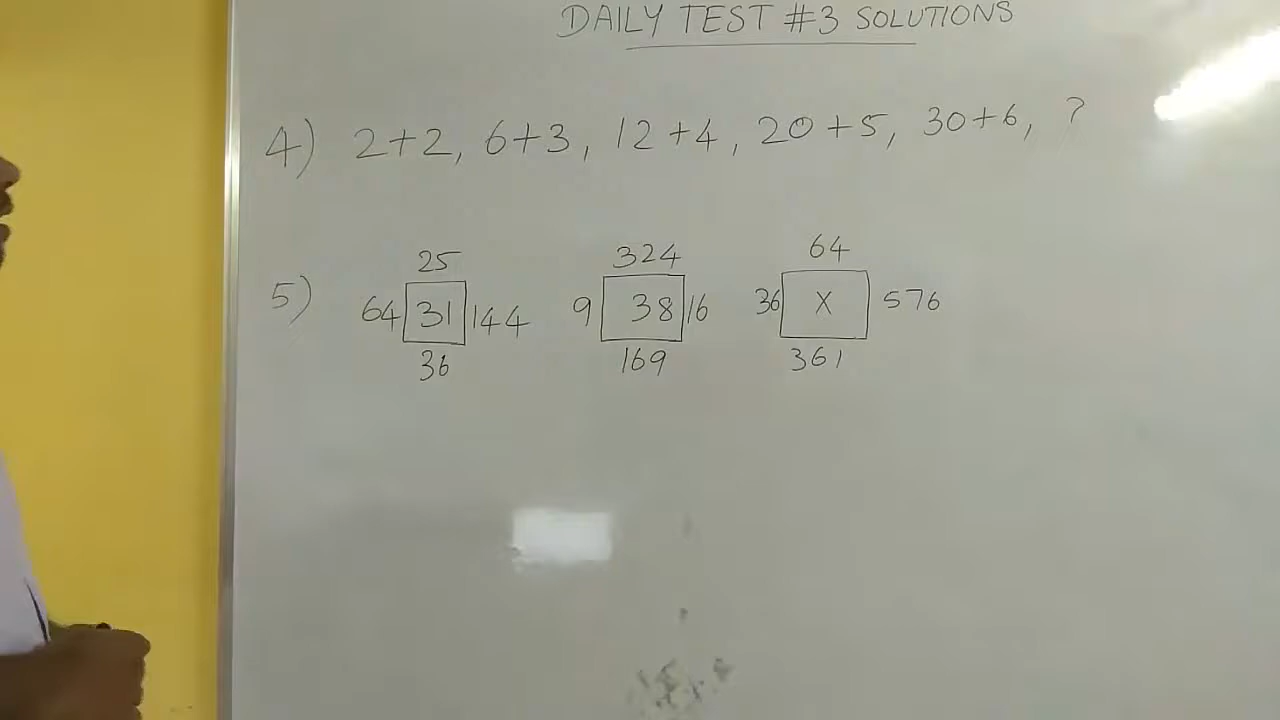 DAILY TEST #3 SOLUTIONS
4) 2+2, 6+3, 12+4, 20+5, 30+6, ?
25 324 64
5) 64 31 144 9 38 16 36 X 576
36 169 361